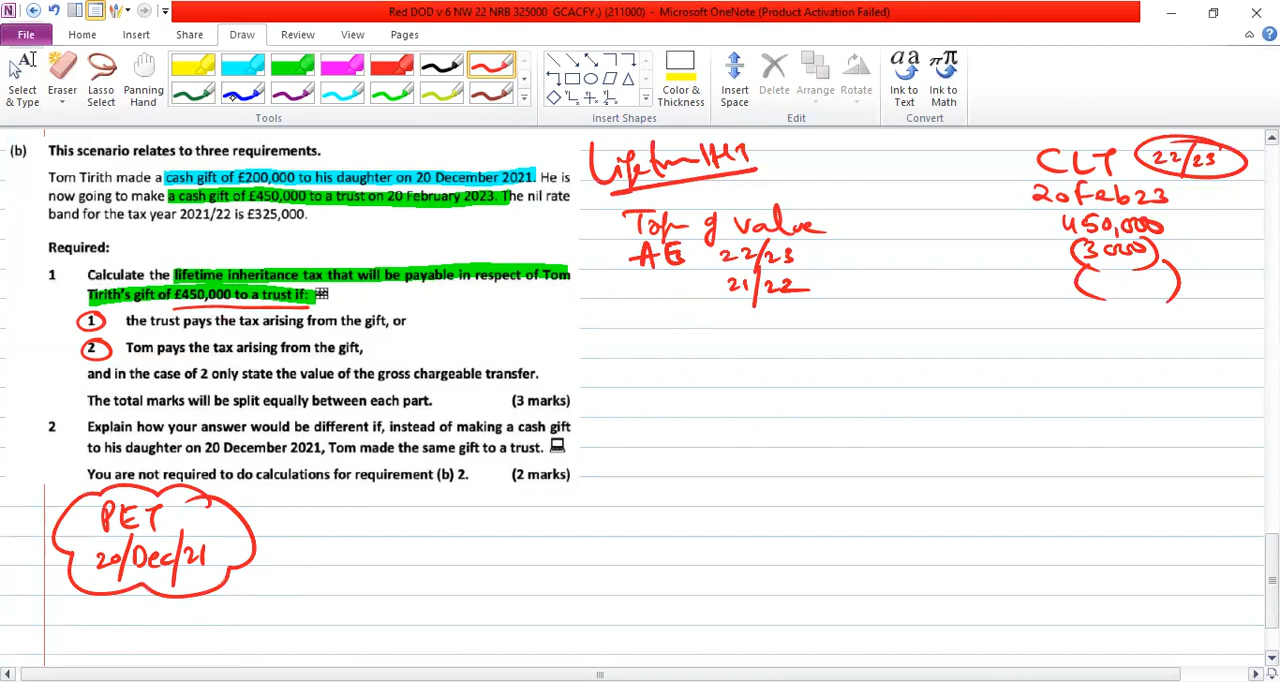 Red DOD v 6 NW 22 NRB 325000 GCACFY.) (211000) - Microsoft OneNote (Product Activation Failed)
File Home Insert Share Draw Review View Pages
Select & Type
Eraser
Lasso Select
Panning Hand
Color & Thickness
Insert Space
Delete
Arrange
Rotate
Ink to Text
Ink to Math
Tools Insert Shapes Edit Convert
(b) This scenario relates to three requirements.
Tom Tirith made a cash gift of £200,000 to his daughter on 20 December 2021. He is
now going to make a cash gift of £450,000 to a trust on 20 February 2023. The nil rate
band for the tax year 2021/22 is £325,000.
Required:
1 Calculate the lifetime inheritance tax that will be payable in respect of Tom
Tirith's gift of £450,000 to a trust if:
1 the trust pays the tax arising from the gift, or
2 Tom pays the tax arising from the gift,
and in the case of 2 only state the value of the gross chargeable transfer.
The total marks will be split equally between each part. (3 marks)
2 Explain how your answer would be different if, instead of making a cash gift
to his daughter on 20 December 2021, Tom made the same gift to a trust.
You are not required to do calculations for requirement (b) 2. (2 marks)
PET
20/Dec/21
IHT
value
AE 22/23
21/22
CLT 22/23
20 Feb 23
450,000
(3000)
( )